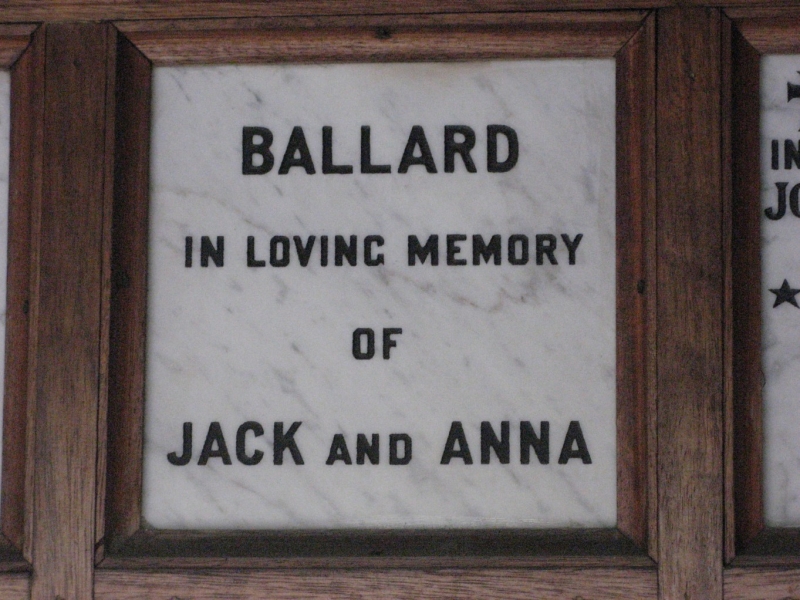 BALLARD
IN LOVING MEMORY
OF
JACK AND ANNA